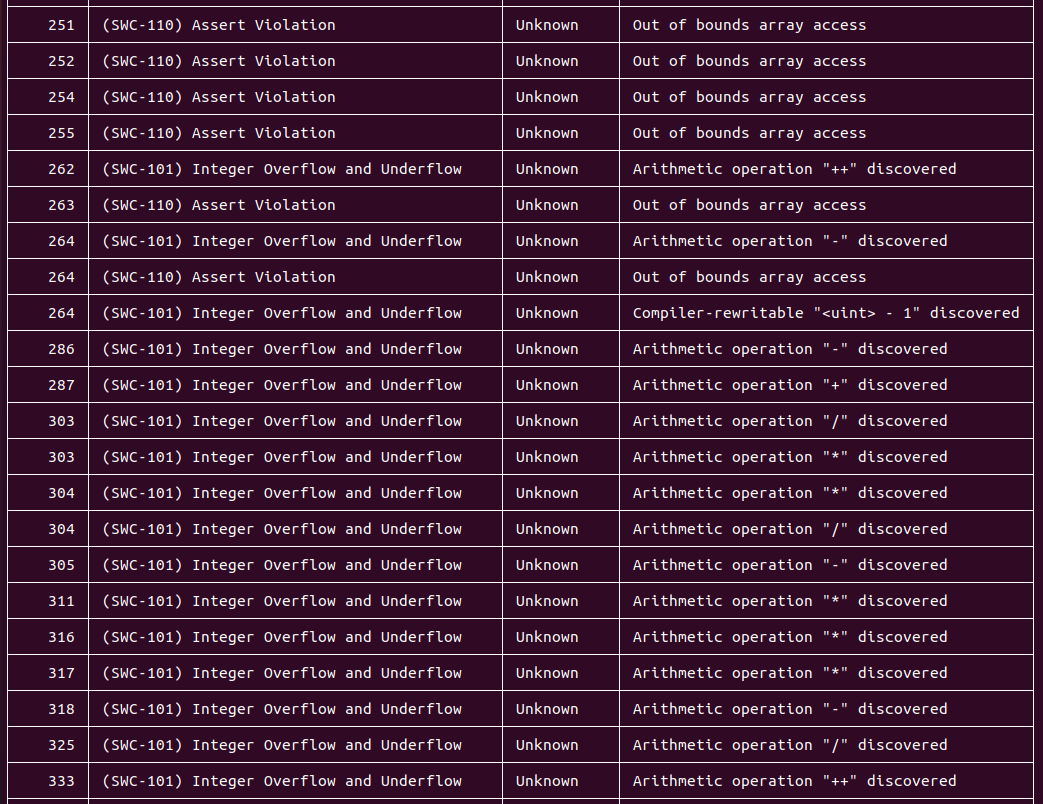 251 (SWC-110) Assert Violation Unknown Out of bounds array access
252 (SWC-110) Assert Violation Unknown Out of bounds array access
254 (SWC-110) Assert Violation Unknown Out of bounds array access
255 (SWC-110) Assert Violation Unknown Out of bounds array access
262 (SWC-101) Integer Overflow and Underflow Unknown Arithmetic operation "++" discovered
263 (SWC-110) Assert Violation Unknown Out of bounds array access
264 (SWC-101) Integer Overflow and Underflow Unknown Arithmetic operation "-" discovered
264 (SWC-110) Assert Violation Unknown Out of bounds array access
264 (SWC-101) Integer Overflow and Underflow Unknown Compiler-rewritable "<uint> - 1" discovered
286 (SWC-101) Integer Overflow and Underflow Unknown Arithmetic operation "-" discovered
287 (SWC-101) Integer Overflow and Underflow Unknown Arithmetic operation "+" discovered
303 (SWC-101) Integer Overflow and Underflow Unknown Arithmetic operation "/" discovered
303 (SWC-101) Integer Overflow and Underflow Unknown Arithmetic operation "*" discovered
304 (SWC-101) Integer Overflow and Underflow Unknown Arithmetic operation "*" discovered
304 (SWC-101) Integer Overflow and Underflow Unknown Arithmetic operation "/" discovered
305 (SWC-101) Integer Overflow and Underflow Unknown Arithmetic operation "-" discovered
311 (SWC-101) Integer Overflow and Underflow Unknown Arithmetic operation "*" discovered
316 (SWC-101) Integer Overflow and Underflow Unknown Arithmetic operation "*" discovered
317 (SWC-101) Integer Overflow and Underflow Unknown Arithmetic operation "*" discovered
318 (SWC-101) Integer Overflow and Underflow Unknown Arithmetic operation "-" discovered
325 (SWC-101) Integer Overflow and Underflow Unknown Arithmetic operation "/" discovered
333 (SWC-101) Integer Overflow and Underflow Unknown Arithmetic operation "++" discovered